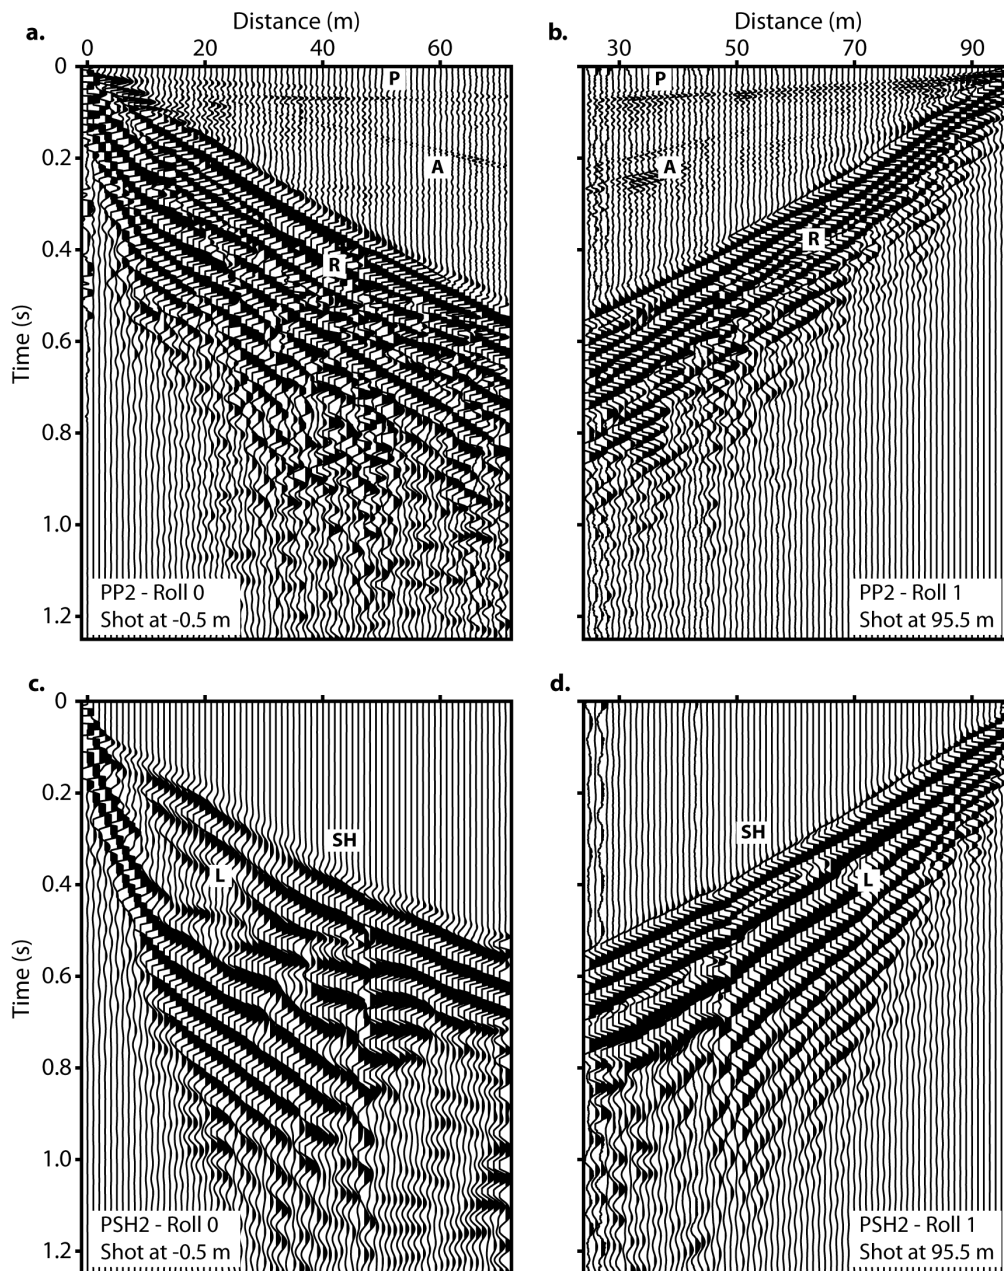 Distance (m)
Distance (m)
a.
b.
0 20 40 60
30 50 70 90
0
P
P
0.2
A
A
R
R
0.4
Time (s)
0.6
0.8
1.0
PP2 - Roll 0
Shot at -0.5 m
PP2 - Roll 1
Shot at 95.5 m
1.2
c.
d.
0
0.2
SH
SH
L
L
0.4
Time (s)
0.6
0.8
1.0
PSH2 - Roll 0
Shot at -0.5 m
PSH2 - Roll 1
Shot at 95.5 m
1.2